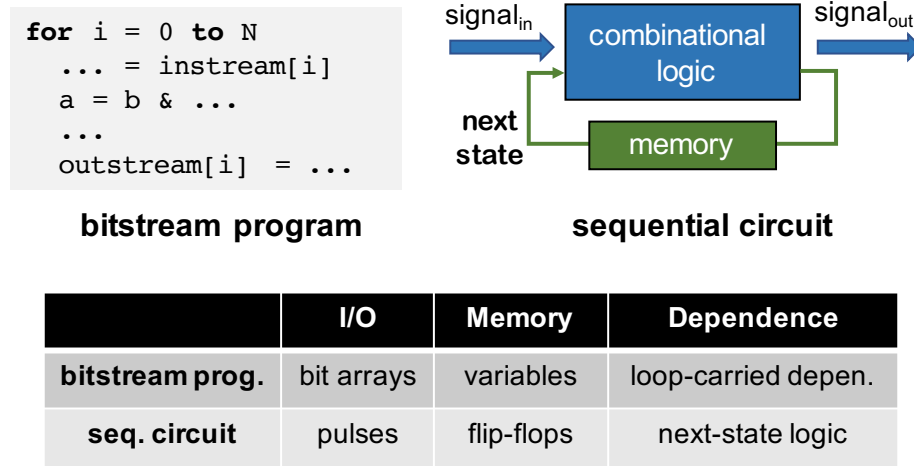 for i = 0 to N
... = instream[i]
a = b & ...
...
outstream[i] = ...
bitstream program
signal_in
combinational
logic
signal_out
next
state
memory
sequential circuit
I/O Memory Dependence
bitstream prog. bit arrays variables loop-carried depen.
seq. circuit pulses flip-flops next-state logic